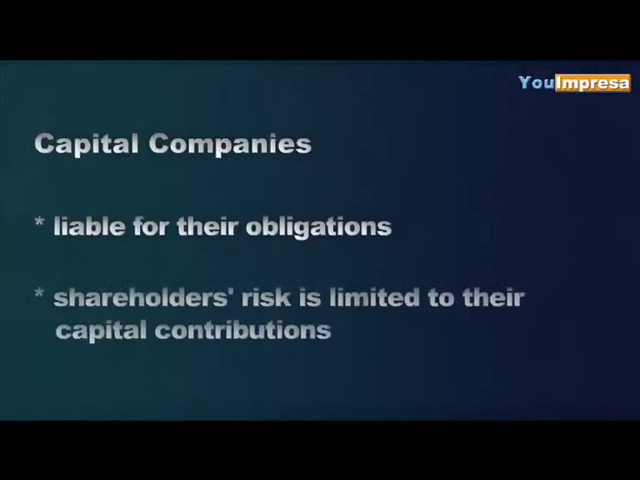 YouImpresa
Capital Companies
* liable for their obligations
* shareholders' risk is limited to their
capital contributions